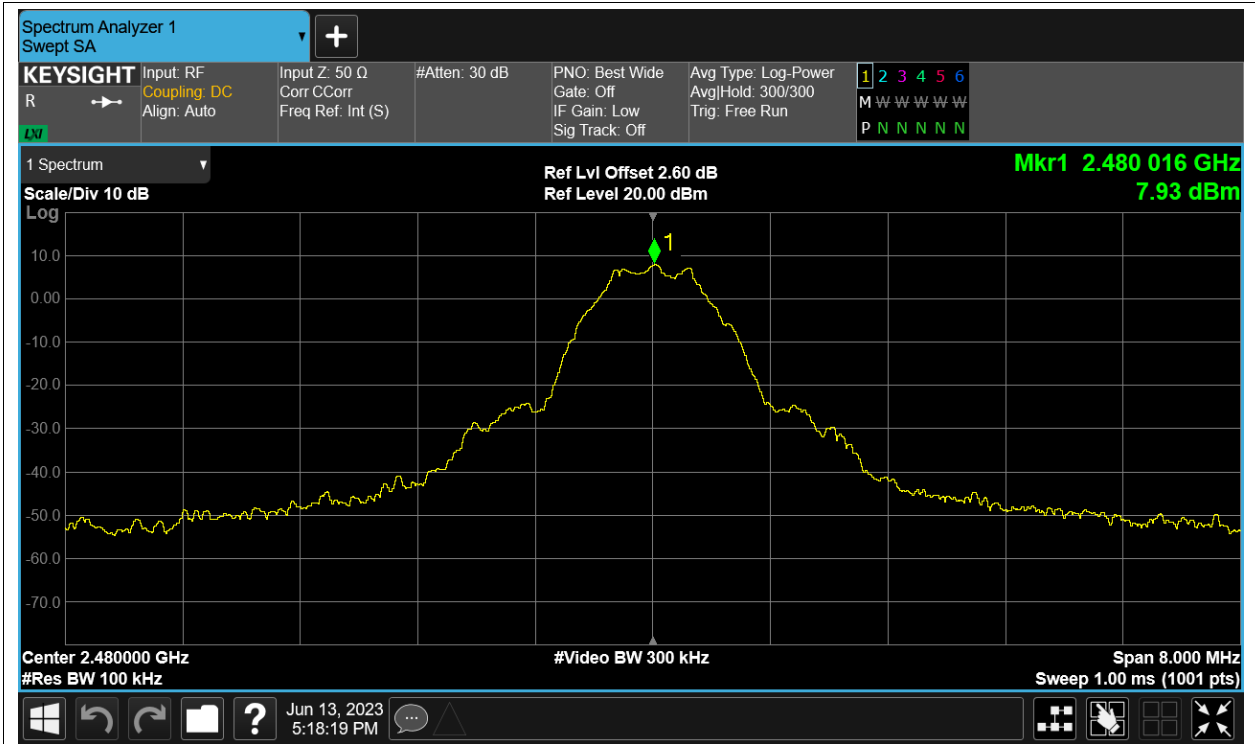 Spectrum Analyzer 1
Swept SA
+
KEYSIGHT
R
LXI
Input: RF
Coupling: DC
Align: Auto
Input Z: 50 Ω
Corr CCorr
Freq Ref: Int (S)
#Atten: 30 dB
PNO: Best Wide
Gate: Off
IF Gain: Low
Sig Track: Off
Avg Type: Log-Power
Avg|Hold: 300/300
Trig: Free Run
1 2 3 4 5 6
M W W W W W
P N N N N N
1 Spectrum
Scale/Div 10 dB
Log
Ref Lvl Offset 2.60 dB
Ref Level 20.00 dBm
Mkr1 2.480 016 GHz
7.93 dBm
1
10.0
0.00
-10.0
-20.0
-30.0
-40.0
-50.0
-60.0
-70.0
Center 2.480000 GHz
#Res BW 100 kHz
#Video BW 300 kHz
Span 8.000 MHz
Sweep 1.00 ms (1001 pts)
?
Jun 13, 2023
5:18:19 PM